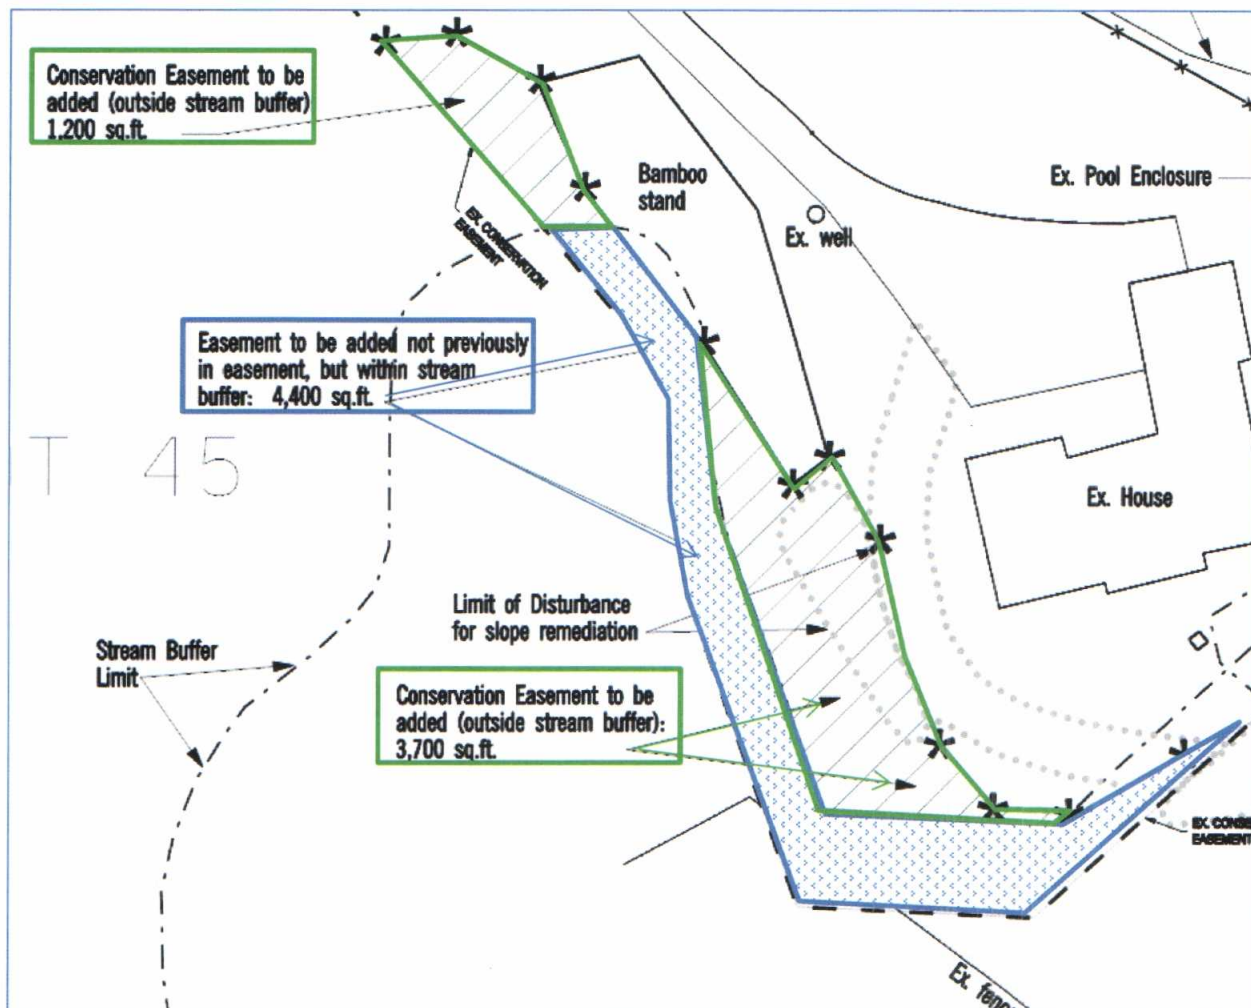 Conservation Easement to be
added (outside stream buffer)
1,200 sq.ft.
Bamboo
stand
Ex. Pool Enclosure
Ex. well
EX. CONSERVATION
EASEMENT
Easement to be added not previously
in easement, but within stream
buffer: 4,400 sq.ft.
T 45
Ex. House
Limit of Disturbance
for slope remediation
Stream Buffer
Limit
Conservation Easement to be
added (outside stream buffer):
3,700 sq.ft.
EX. CONSE
EASEMENT
Ex. fenc